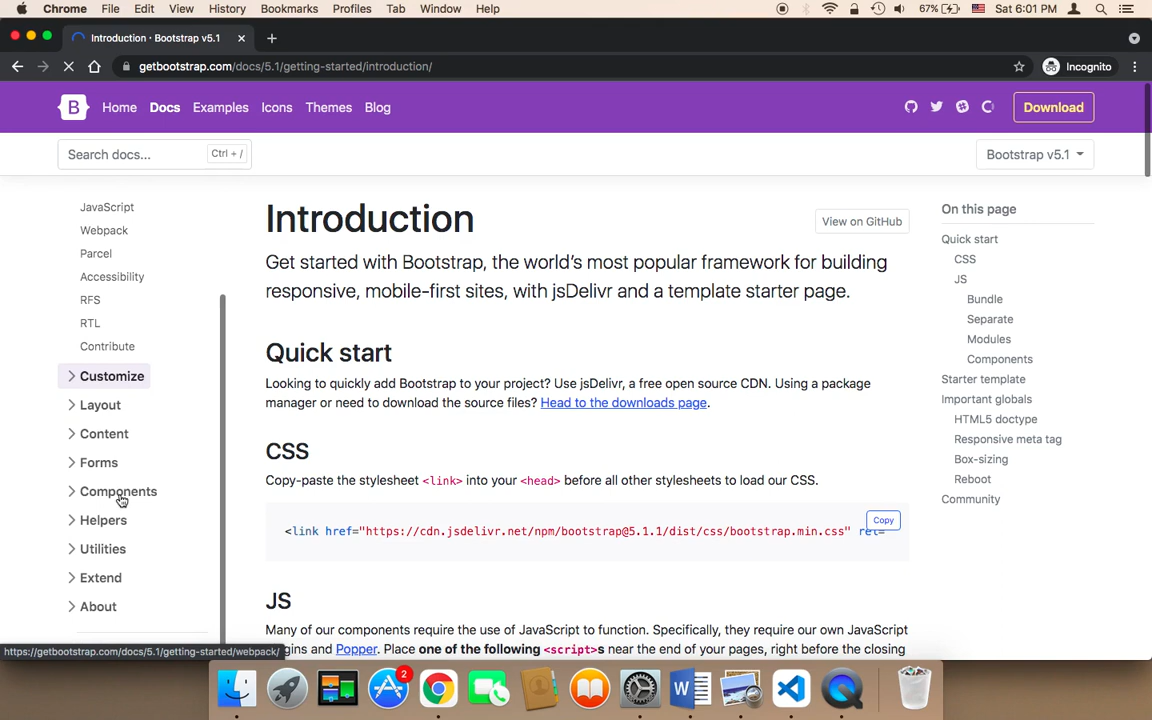 Chrome File Edit View History Bookmarks Profiles Tab Window Help 67% Sat 6:01 PM
Introduction · Bootstrap v5.1
getbootstrap.com/docs/5.1/getting-started/introduction/ Incognito
B Home Docs Examples Icons Themes Blog Download
Search docs... Ctrl + / Bootstrap v5.1
JavaScript
Webpack
Parcel
Accessibility
RFS
RTL
Contribute
Customize
Layout
Content
Forms
Components
Helpers
Utilities
Extend
About
https://getbootstrap.com/docs/5.1/getting-started/webpack/
Introduction
View on GitHub
Get started with Bootstrap, the world's most popular framework for building
responsive, mobile-first sites, with jsDelivr and a template starter page.
Quick start
Looking to quickly add Bootstrap to your project? Use jsDelivr, a free open source CDN. Using a package
manager or need to download the source files? Head to the downloads page.
CSS
Copy-paste the stylesheet <link> into your <head> before all other stylesheets to load our CSS.
Copy
<link href="https://cdn.jsdelivr.net/npm/bootstrap@5.1.1/dist/css/bootstrap.min.css" rel=
JS
Many of our components require the use of JavaScript to function. Specifically, they require our own JavaScript
gins and Popper. Place one of the following <script>s near the end of your pages, right before the closing
On this page
Quick start
CSS
JS
Bundle
Separate
Modules
Components
Starter template
Important globals
HTML5 doctype
Responsive meta tag
Box-sizing
Reboot
Community
2
W